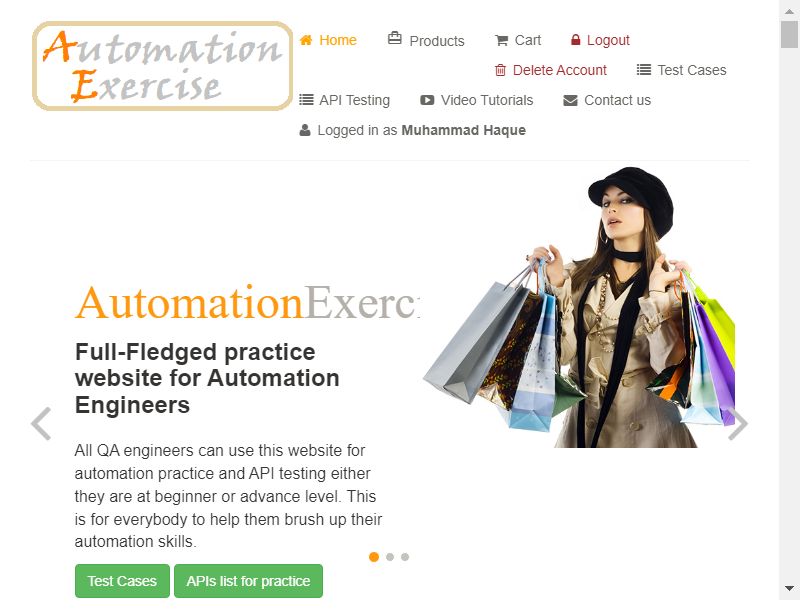 Automation
Exercise
Home Products Cart Logout
Delete Account Test Cases
API Testing Video Tutorials Contact us
Logged in as Muhammad Haque
AutomationExerci
Full-Fledged practice
website for Automation
Engineers
All QA engineers can use this website for
automation practice and API testing either
they are at beginner or advance level. This
is for everybody to help them brush up their
automation skills.
Test Cases APIs list for practice